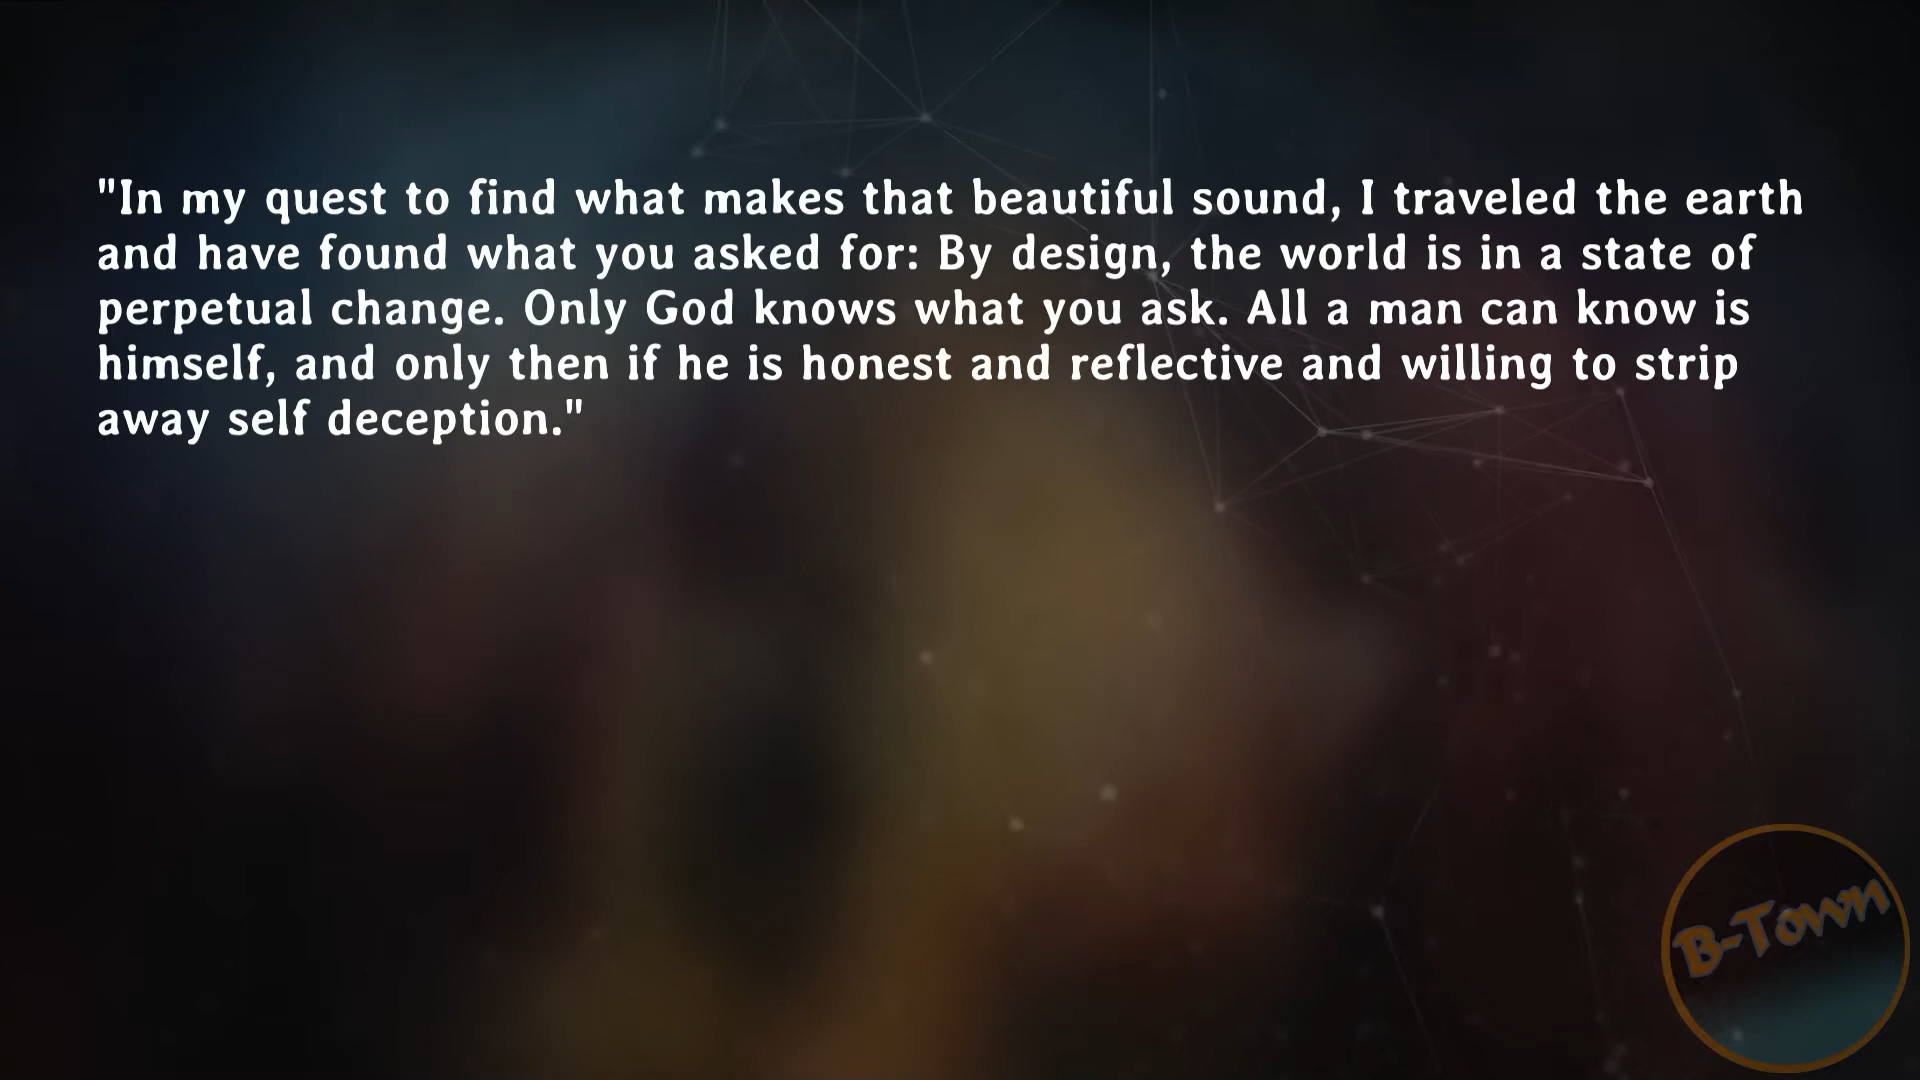 "In my quest to find what makes that beautiful sound, I traveled the earth
and have found what you asked for: By design, the world is in a state of
perpetual change. Only God knows what you ask. All a man can know is
himself, and only then if he is honest and reflective and willing to strip
away self deception."
B-Town